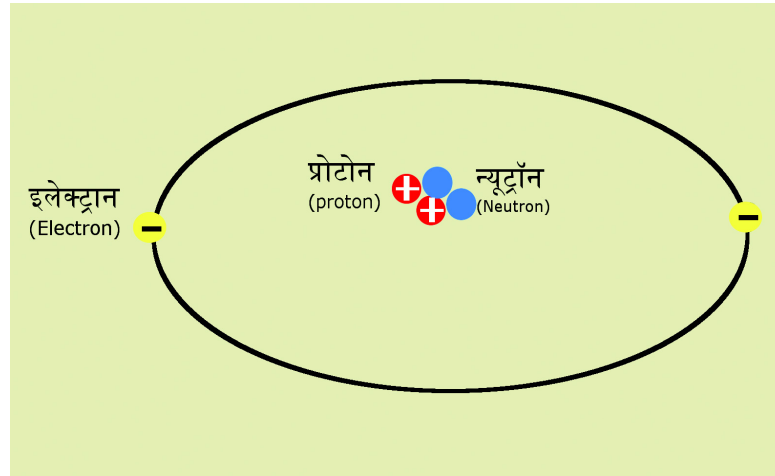 इलेक्ट्रान
(Electron)
प्रोटोन
(proton)
न्यूट्रॉन
(Neutron)